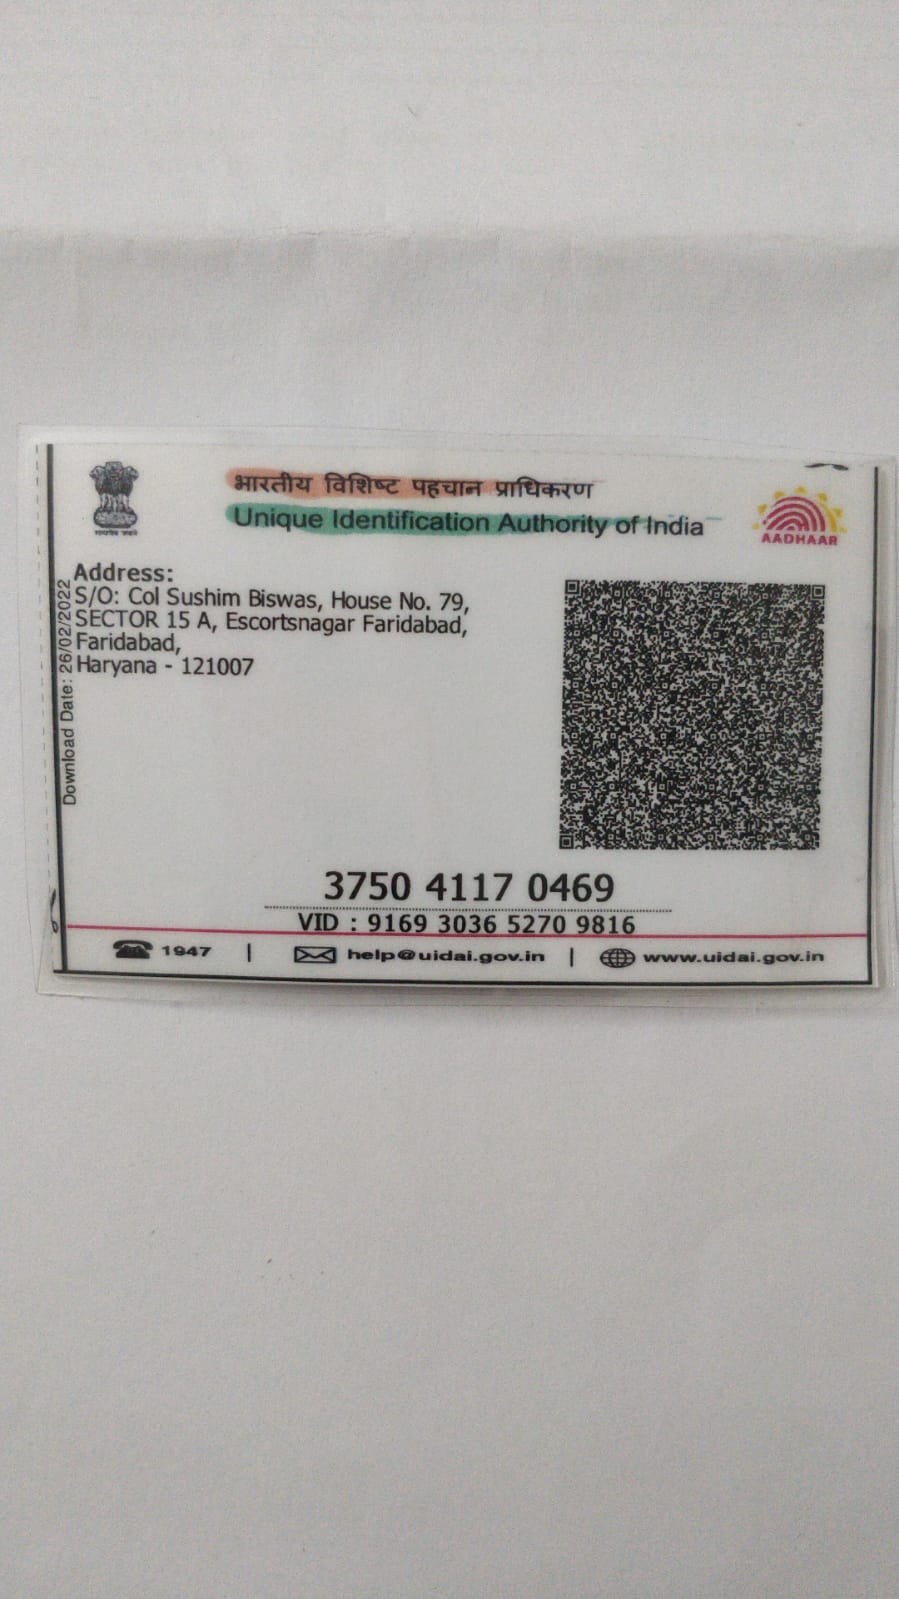 भारतीय विशिष्ट पहचान प्राधिकरण
Unique Identification Authority of India
AADHAAR
Address:
S/O: Col Sushim Biswas, House No. 79,
SECTOR 15 A, Escortsnagar Faridabad,
Faridabad,
Haryana - 121007
Download Date: 26/02/2022
3750 4117 0469
VID : 9169 3036 5270 9816
1947 | help@uidai.gov.in | www.uidai.gov.in